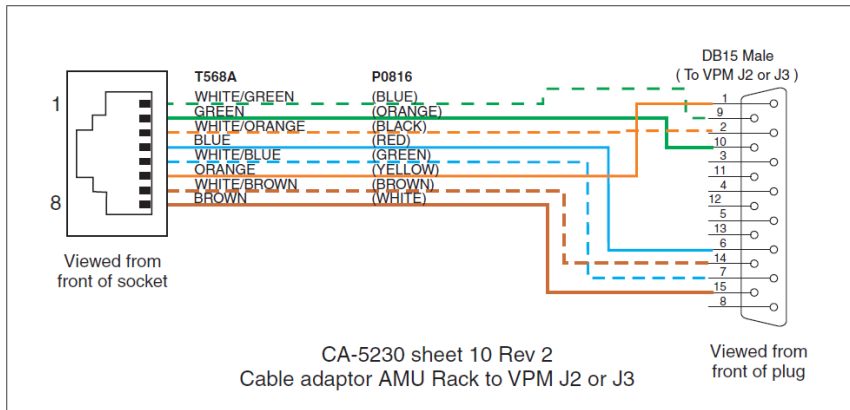 DB15 Male
( To VPM J2 or J3 )
T568A P0816
1 WHITE/GREEN (BLUE) 1
GREEN (ORANGE) 9
WHITE/ORANGE (BLACK) 2
BLUE (RED) 10
WHITE/BLUE (GREEN) 3
ORANGE (YELLOW) 11
WHITE/BROWN (BROWN) 4
8 BROWN (WHITE) 12
5
13
6
14
7
15
8
Viewed from
front of socket
CA-5230 sheet 10 Rev 2
Cable adaptor AMU Rack to VPM J2 or J3
Viewed from
front of plug